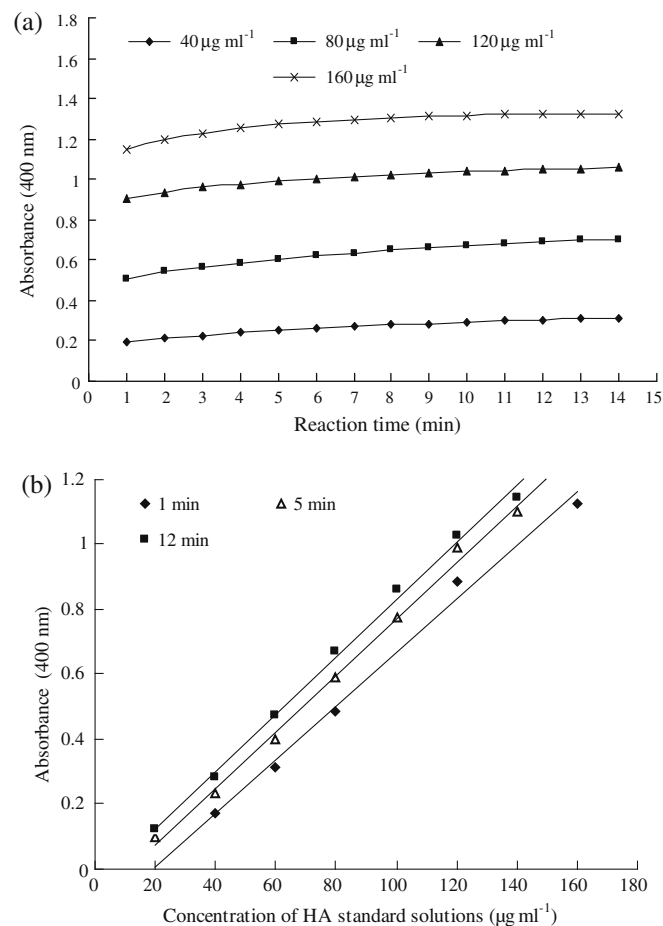 (a)
40 μg ml-1 80 μg ml-1 120 μg ml-1
160 μg ml-1
1.8
1.6
1.4
1.2
1
0.8
0.6
0.4
0.2
0
Absorbance (400 nm)
0 1 2 3 4 5 6 7 8 9 10 11 12 13 14 15
Reaction time (min)
(b)
1 min 5 min
12 min
1.2
1
0.8
0.6
0.4
0.2
0
Absorbance (400 nm)
0 20 40 60 80 100 120 140 160 180
Concentration of HA standard solutions (μg ml-1)